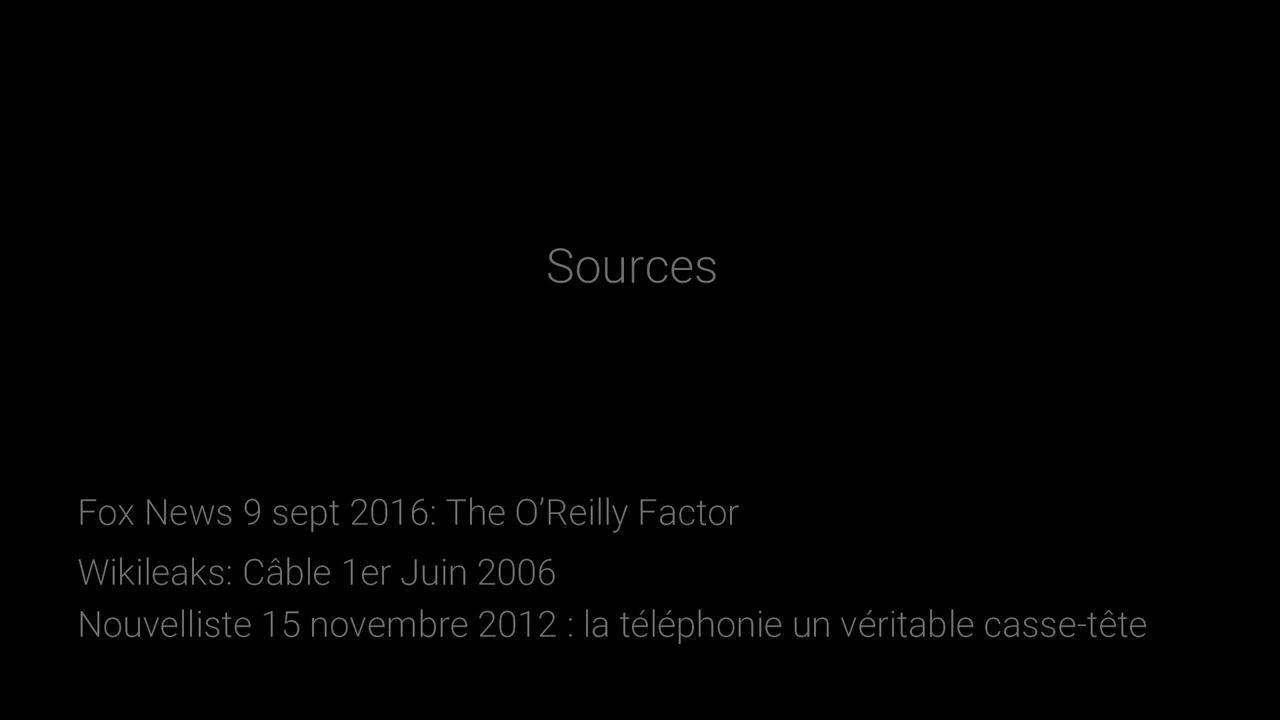 Sources
Fox News 9 sept 2016: The O’Reilly Factor
Wikileaks: Câble 1er Juin 2006
Nouvelliste 15 novembre 2012 : la téléphonie un véritable casse-tête